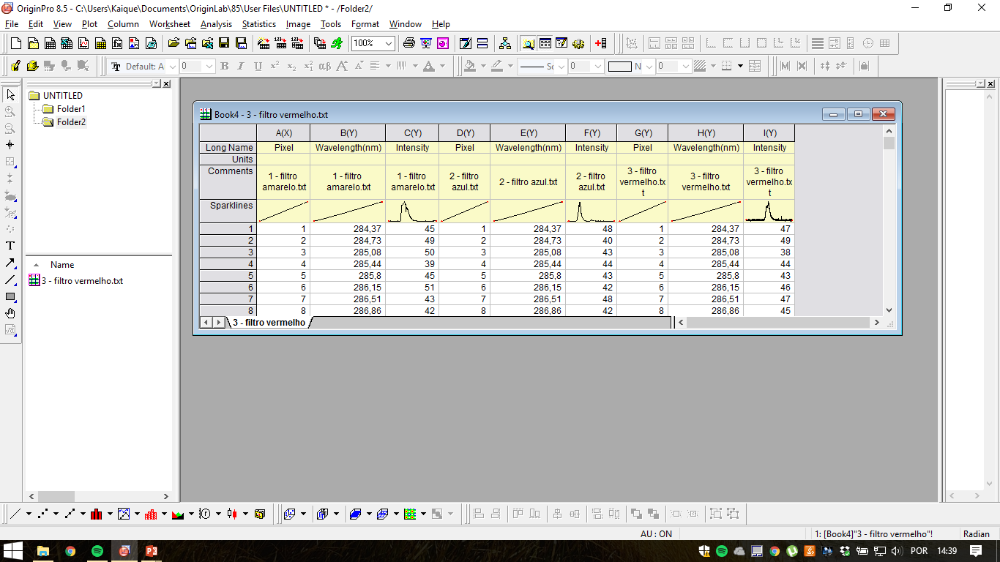 OriginPro 8.5 - C:\Users\Kaique\Documents\OriginLab\85\User Files\UNTITLED * - /Folder2/
File Edit View Plot Column Worksheet Analysis Statistics Image Tools Format Window Help
100%
Default: A 0 B I U x² x₂ αβ A A A 0 N 0
UNTITLED
Folder1
Folder2
Name
3 - filtro vermelho.txt
Book4 - 3 - filtro vermelho.txt
A(X) B(Y) C(Y) D(Y) E(Y) F(Y) G(Y) H(Y) I(Y)
Long Name Pixel Wavelength(nm) Intensity Pixel Wavelength(nm) Intensity Pixel Wavelength(nm) Intensity
Units
Comments 1 - filtro amarelo.txt 1 - filtro amarelo.txt 1 - filtro amarelo.txt 2 - filtro azul.txt 2 - filtro azul.txt 2 - filtro azul.txt 3 - filtro vermelho.txt 3 - filtro vermelho.txt 3 - filtro vermelho.txt
Sparklines
1 1 284,37 45 1 284,37 48 1 284,37 47
2 2 284,73 49 2 284,73 40 2 284,73 49
3 3 285,08 50 3 285,08 43 3 285,08 38
4 4 285,44 39 4 285,44 44 4 285,44 44
5 5 285,8 45 5 285,8 43 5 285,8 43
6 6 286,15 51 6 286,15 42 6 286,15 46
7 7 286,51 43 7 286,51 48 7 286,51 47
8 8 286,86 42 8 286,86 42 8 286,86 45
3 - filtro vermelho
AU : ON 1: [Book4]"3 - filtro vermelho"! Radian
POR 14:39